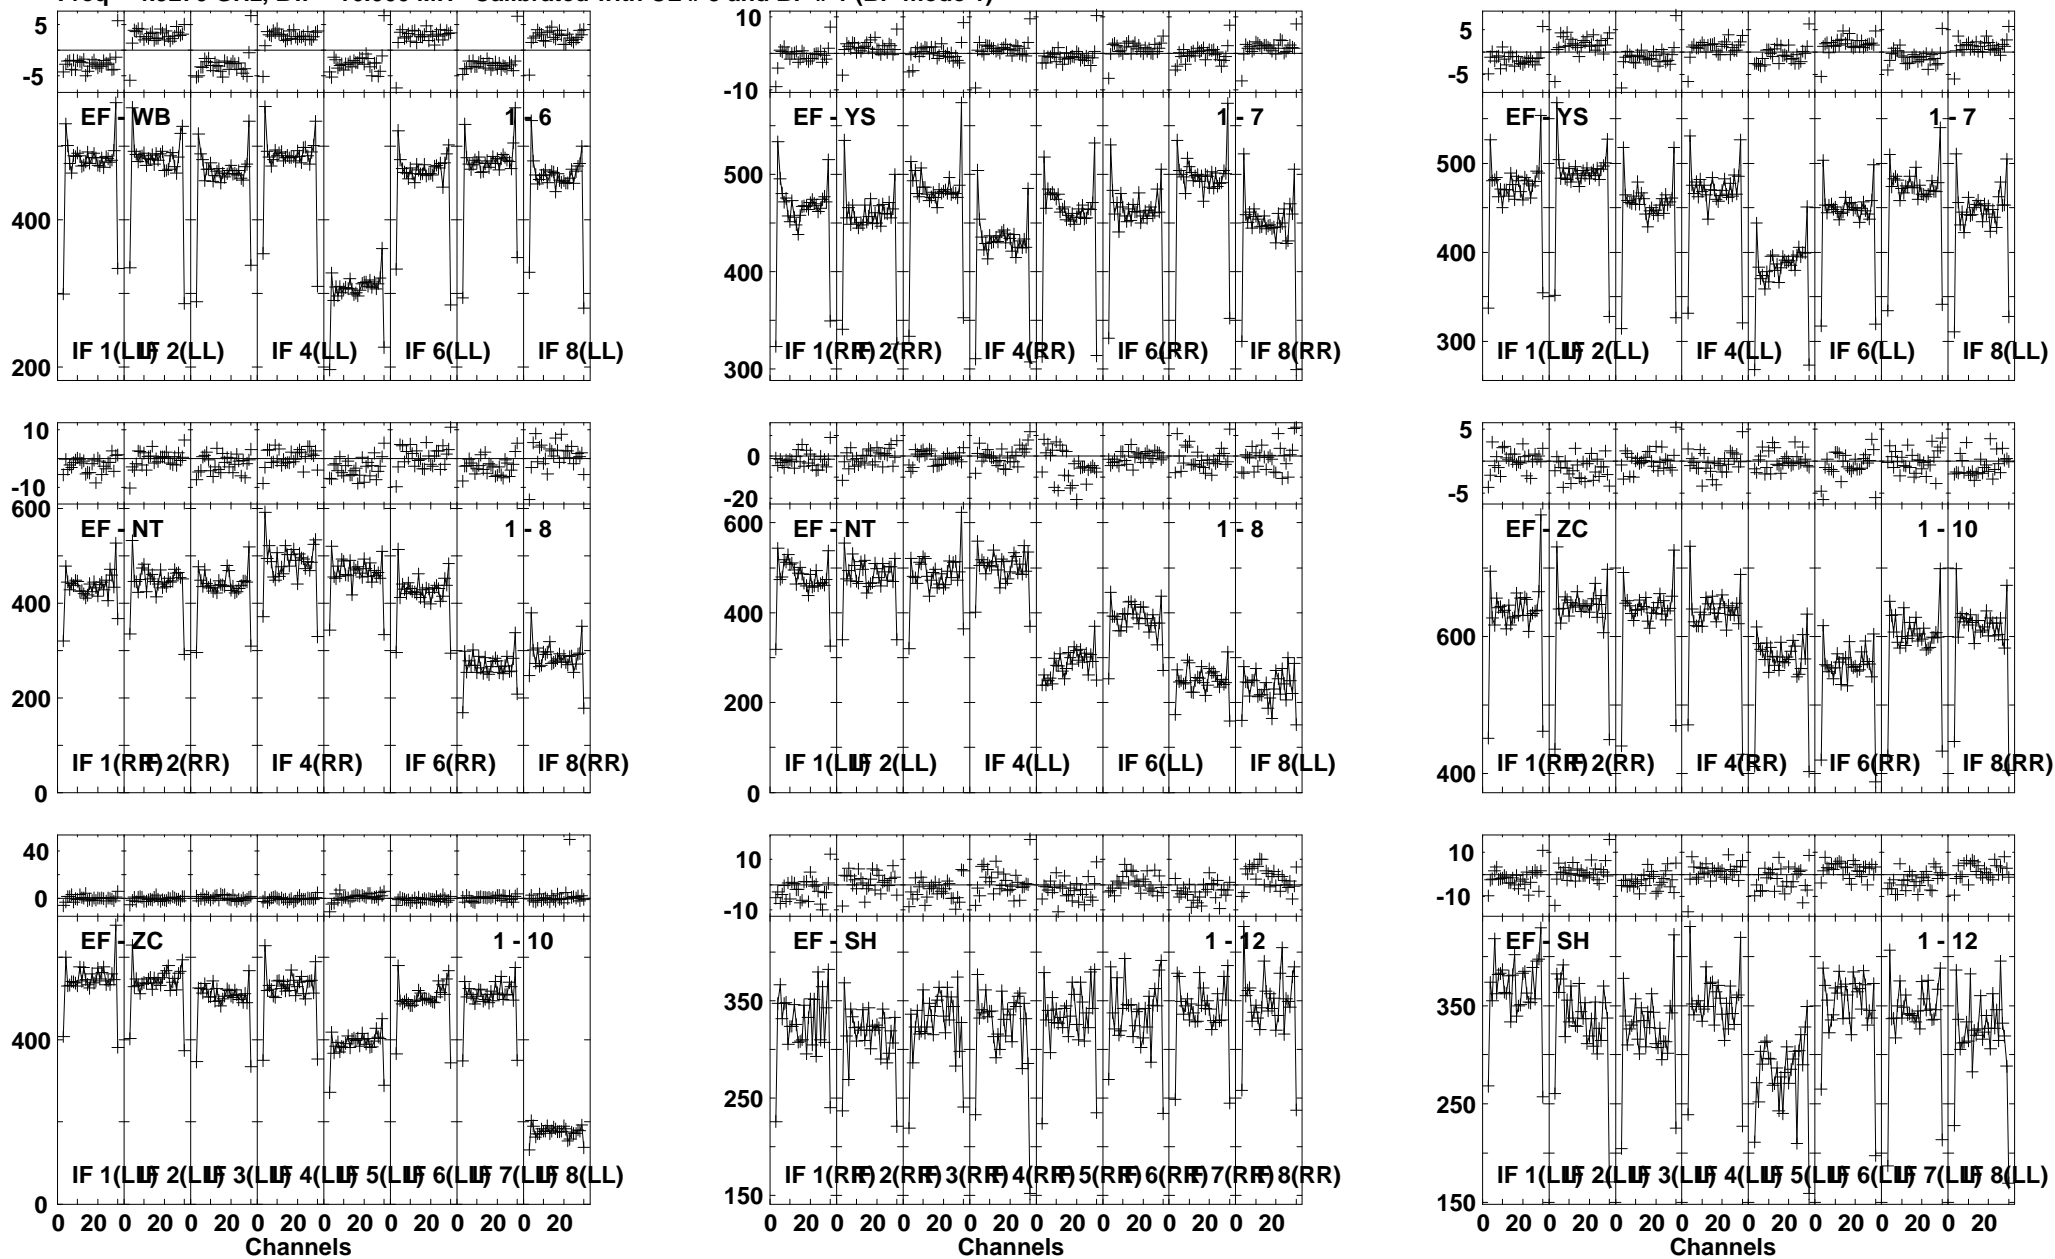 5
-5
EF - WB
1 - 6
400
200
IF 1(LL) IF 2(LL) IF 4(LL) IF 6(LL) IF 8(LL)
10
-10
EF - YS
1 - 7
500
400
300
IF 1(RR) IF 2(RR) IF 4(RR) IF 6(RR) IF 8(RR)
5
-5
EF - YS
1 - 7
500
400
300
IF 1(LL) IF 2(LL) IF 4(LL) IF 6(LL) IF 8(LL)
10
-10
600
EF - NT
1 - 8
400
200
0
IF 1(RR) IF 2(RR) IF 4(RR) IF 6(RR) IF 8(RR)
0
-20
600
EF - NT
1 - 8
400
200
0
IF 1(LL) IF 2(LL) IF 4(LL) IF 6(LL) IF 8(LL)
5
-5
EF - ZC
1 - 10
600
400
IF 1(RR) IF 2(RR) IF 4(RR) IF 6(RR) IF 8(RR)
40
0
EF - ZC
1 - 10
400
0
IF 1(LL) IF 2(LL) IF 3(LL) IF 4(LL) IF 5(LL) IF 6(LL) IF 7(LL) IF 8(LL)
0 20 0 20 0 20 0 20 0 20 0 20 0 20 0 20
Channels
10
-10
EF - SH
1 - 12
350
250
150
IF 1(RR) IF 2(RR) IF 3(RR) IF 4(RR) IF 5(RR) IF 6(RR) IF 7(RR) IF 8(RR)
0 20 0 20 0 20 0 20 0 20 0 20 0 20 0 20
Channels
10
-10
EF - SH
1 - 12
350
250
150
IF 1(LL) IF 2(LL) IF 3(LL) IF 4(LL) IF 5(LL) IF 6(LL) IF 7(LL) IF 8(LL)
0 20 0 20 0 20 0 20 0 20 0 20 0 20 0 20
Channels